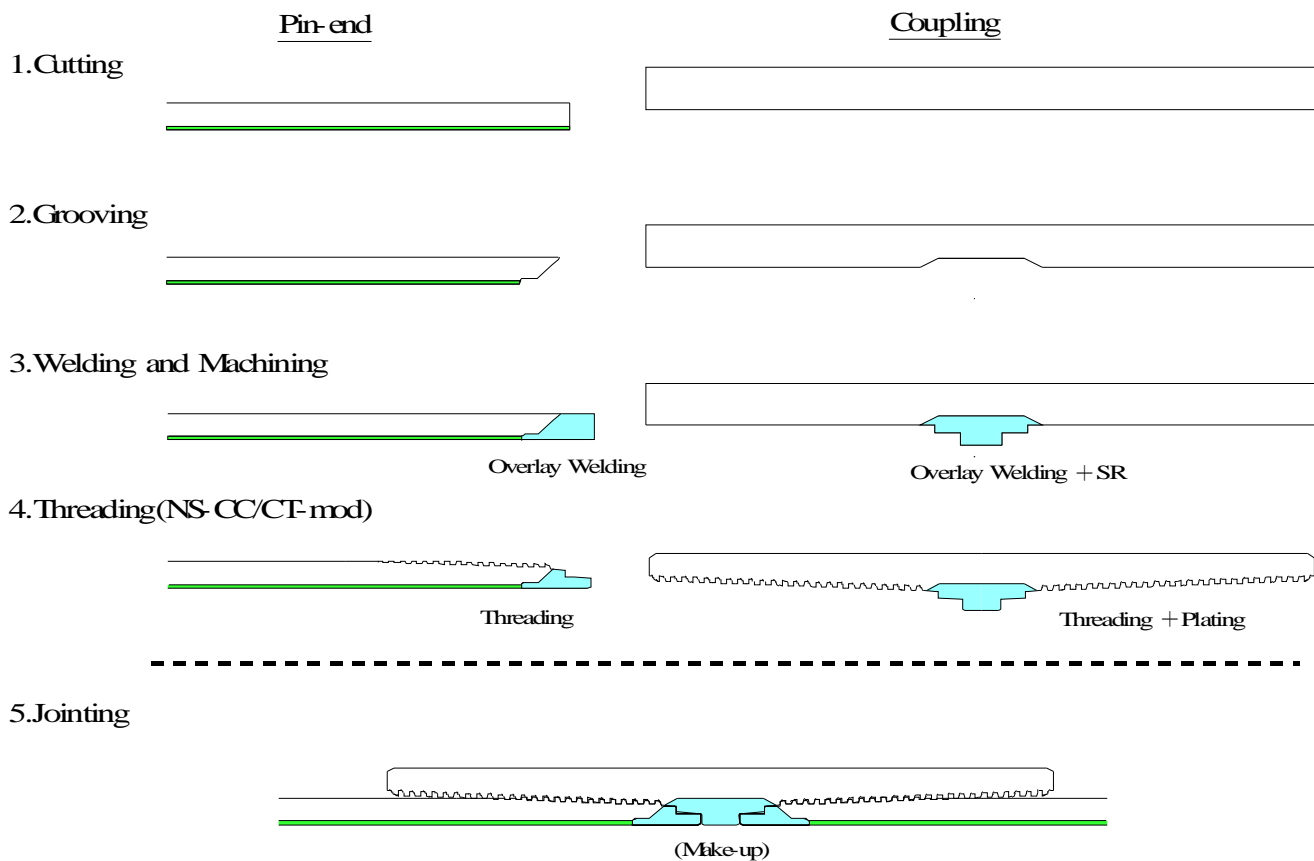 Pin-end
Coupling
1.Cutting
2.Grooving
3.Welding and Machining
Overlay Welding
Overlay Welding + SR
4.Threading(NS-CC/CT-mod)
Threading
Threading + Plating
5.Jointing
(Make-up)